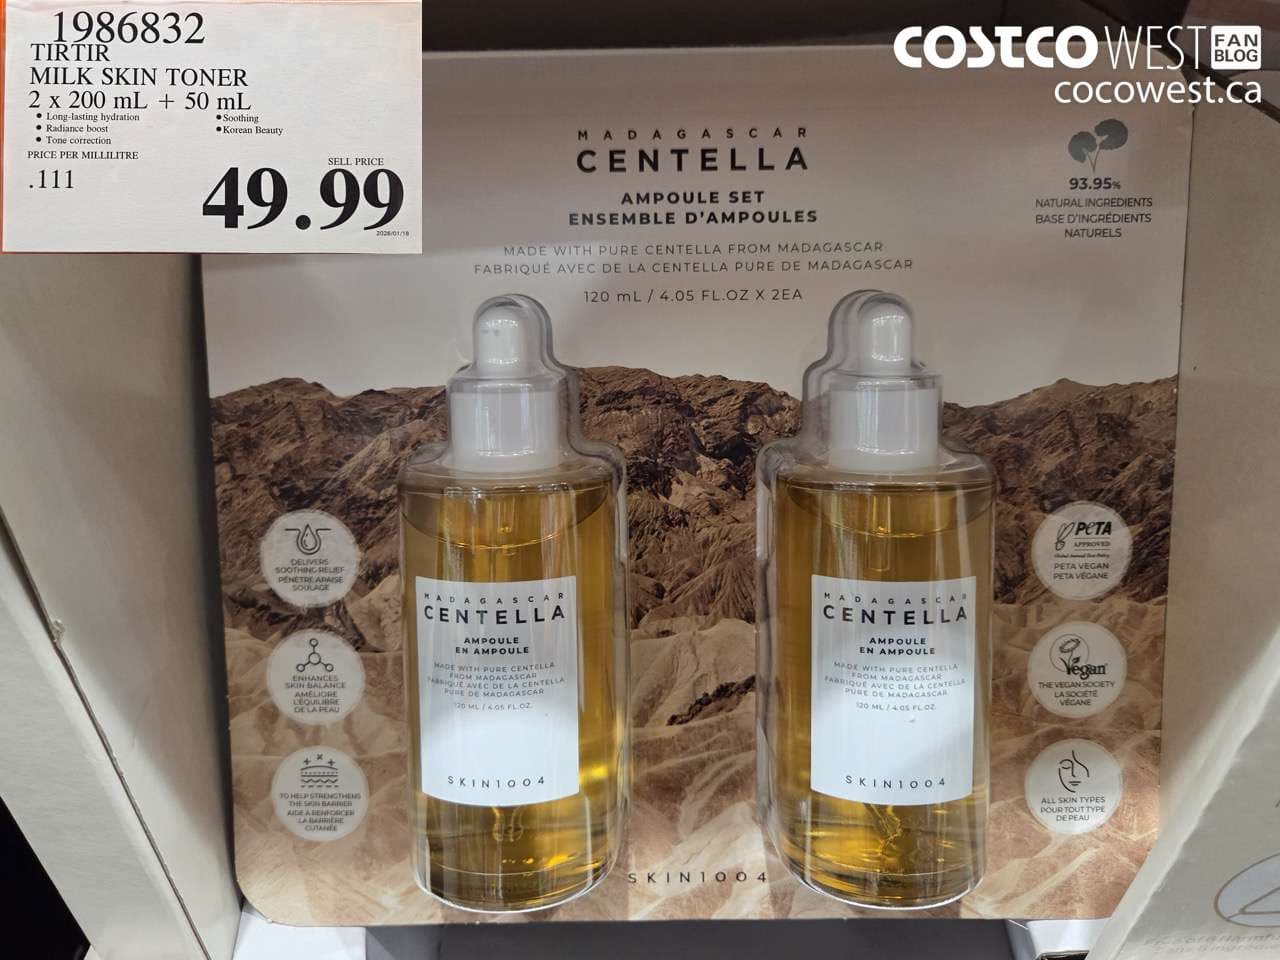 1986832
TIRTIR
MILK SKIN TONER
2 x 200 mL + 50 mL
• Long-lasting hydration
• Radiance boost
• Tone correction
• Soothing
• Korean Beauty
PRICE PER MILLILITRE
.111
SELL PRICE
49.99
2026/01/19
COSTCO WEST FAN BLOG
cocowest.ca
MADAGASCAR
CENTELLA
AMPOULE SET
ENSEMBLE D'AMPOULES
MADE WITH PURE CENTELLA FROM MADAGASCAR
FABRIQUÉ AVEC DE LA CENTELLA PURE DE MADAGASCAR
120 mL / 4.05 FL.OZ X 2EA
93.95%
NATURAL INGREDIENTS
BASE D'INGRÉDIENTS
NATURELS
DELIVERS
SOOTHING RELIEF
PÉNÈTRE APAISE
SOULAGE
ENHANCES
SKIN BALANCE
AMÉLIORE
L'ÉQUILIBRE
DE LA PEAU
TO HELP STRENGTHENS
THE SKIN BARRIER
AIDE À RENFORCER
LA BARRIÈRE
CUTANÉE
MADAGASCAR
CENTELLA
AMPOULE
EN AMPOULE
MADE WITH PURE CENTELLA
FROM MADAGASCAR
FABRIQUÉ AVEC DE LA CENTELLA
PURE DE MADAGASCAR
120 ML / 4.05 FL.OZ.
SKIN1004
MADAGASCAR
CENTELLA
AMPOULE
EN AMPOULE
MADE WITH PURE CENTELLA
FROM MADAGASCAR
FABRIQUÉ AVEC DE LA CENTELLA
PURE DE MADAGASCAR
120 ML / 4.05 FL.OZ.
SKIN1004
PETA
APPROVED
Global Animal Test Policy
PETA VEGAN
PETA VÉGANE
Vegan
THE VEGAN SOCIETY
LA SOCIÉTÉ
VÉGANE
ALL SKIN TYPES
POUR TOUT TYPE
DE PEAU
SKIN1004